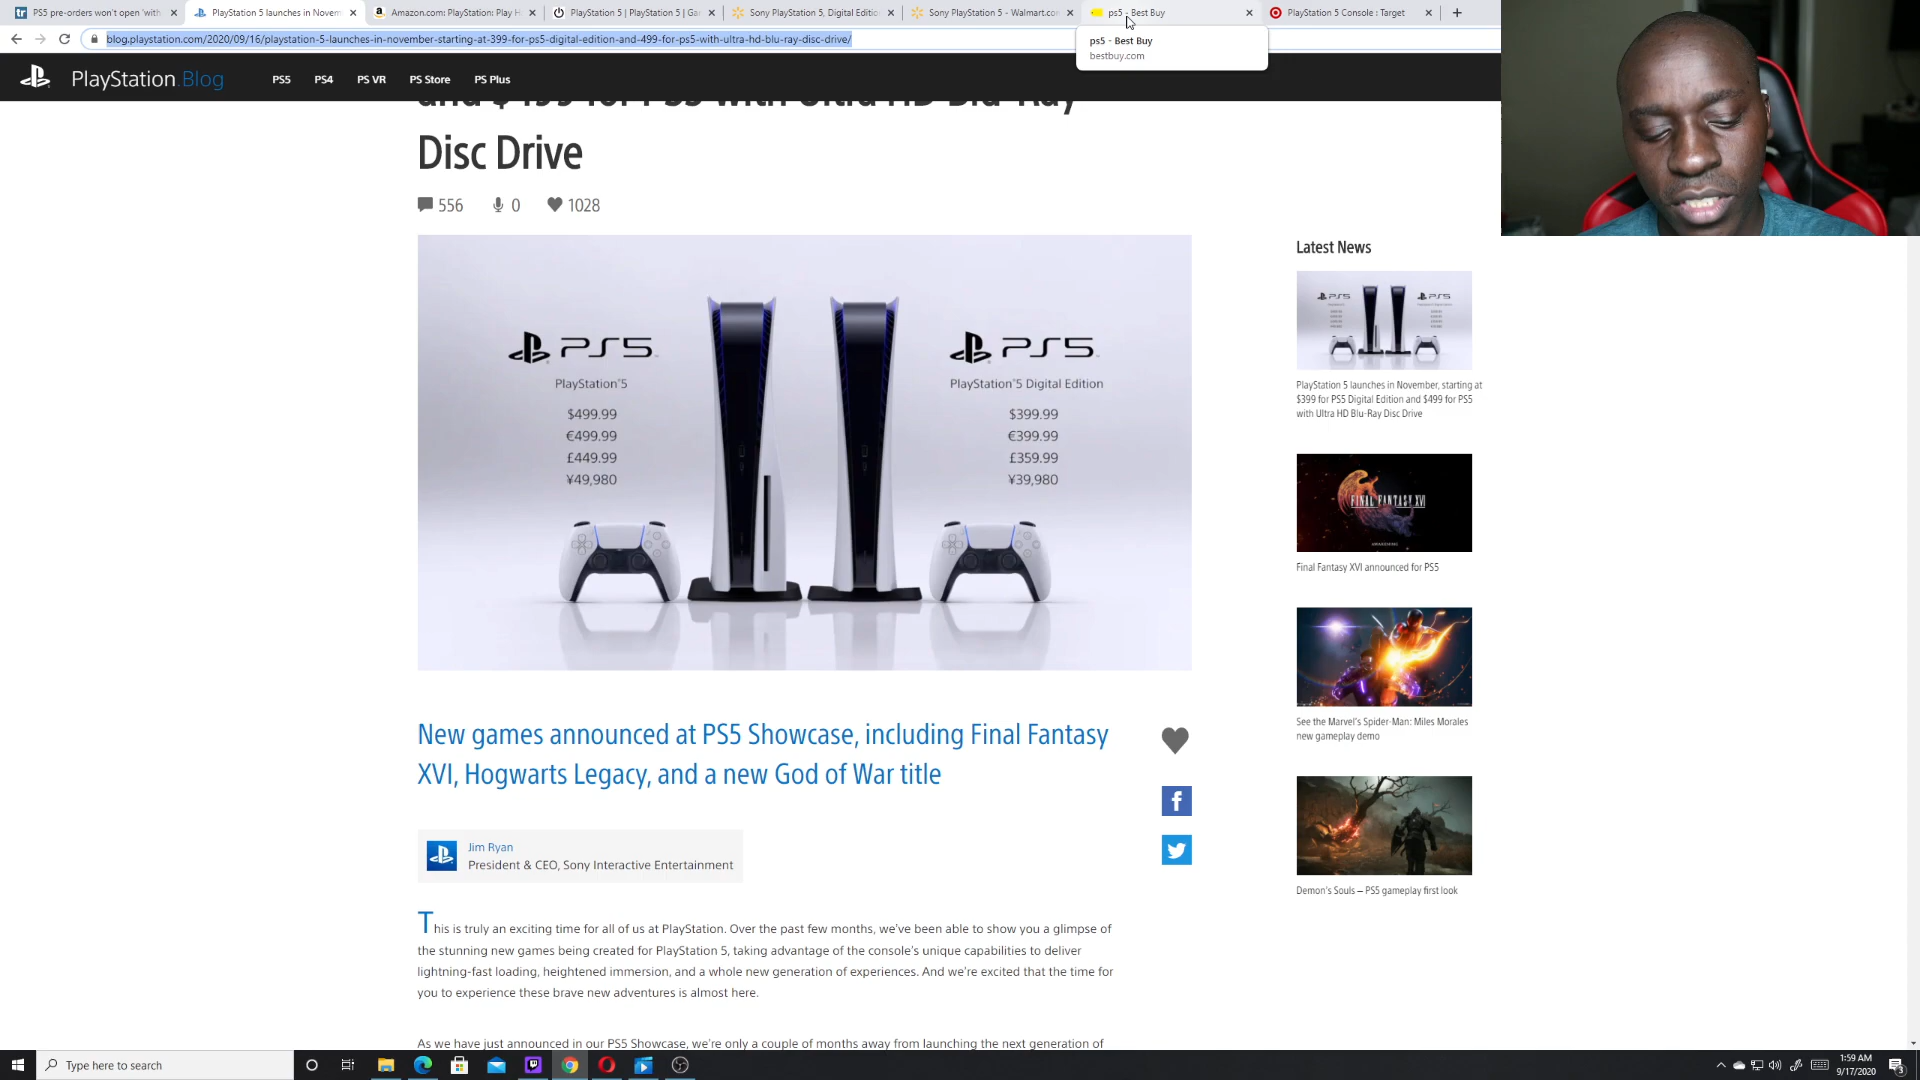 PS5 pre-orders won't open 'with
PlayStation 5 launches in Novem
Amazon.com: PlayStation: Play H
PlayStation 5 | PlayStation 5 | Ga
Sony PlayStation 5, Digital Editio
Sony PlayStation 5 - Walmart.co
ps5 - Best Buy
PlayStation 5 Console : Target
blog.playstation.com/2020/09/16/playstation-5-launches-in-november-starting-at-399-for-ps5-digital-edition-and-499-for-ps5-with-ultra-hd-blu-ray-disc-drive/
ps5 - Best Buy
bestbuy.com
PlayStation.Blog
PS5
PS4
PS VR
PS Store
PS Plus
and $499 for PS5 with Ultra HD Blu-Ray
Disc Drive
556
0
1028
PS5
PlayStation®5
$499.99
€499.99
£449.99
¥49,980
PS5
PlayStation®5 Digital Edition
$399.99
€399.99
£359.99
¥39,980
New games announced at PS5 Showcase, including Final Fantasy
XVI, Hogwarts Legacy, and a new God of War title
Jim Ryan
President & CEO, Sony Interactive Entertainment
This is truly an exciting time for all of us at PlayStation. Over the past few months, we've been able to show you a glimpse of
the stunning new games being created for PlayStation 5, taking advantage of the console's unique capabilities to deliver
lightning-fast loading, heightened immersion, and a whole new generation of experiences. And we're excited that the time for
you to experience these brave new adventures is almost here.
As we have just announced in our PS5 Showcase, we're only a couple of months away from launching the next generation of
Latest News
PS5
PS5
PlayStation 5 launches in November, starting at
$399 for PS5 Digital Edition and $499 for PS5
with Ultra HD Blu-Ray Disc Drive
FINAL FANTASY XVI
Final Fantasy XVI announced for PS5
See the Marvel's Spider-Man: Miles Morales
new gameplay demo
Demon's Souls – PS5 gameplay first look
Type here to search
1:59 AM
9/17/2020
3